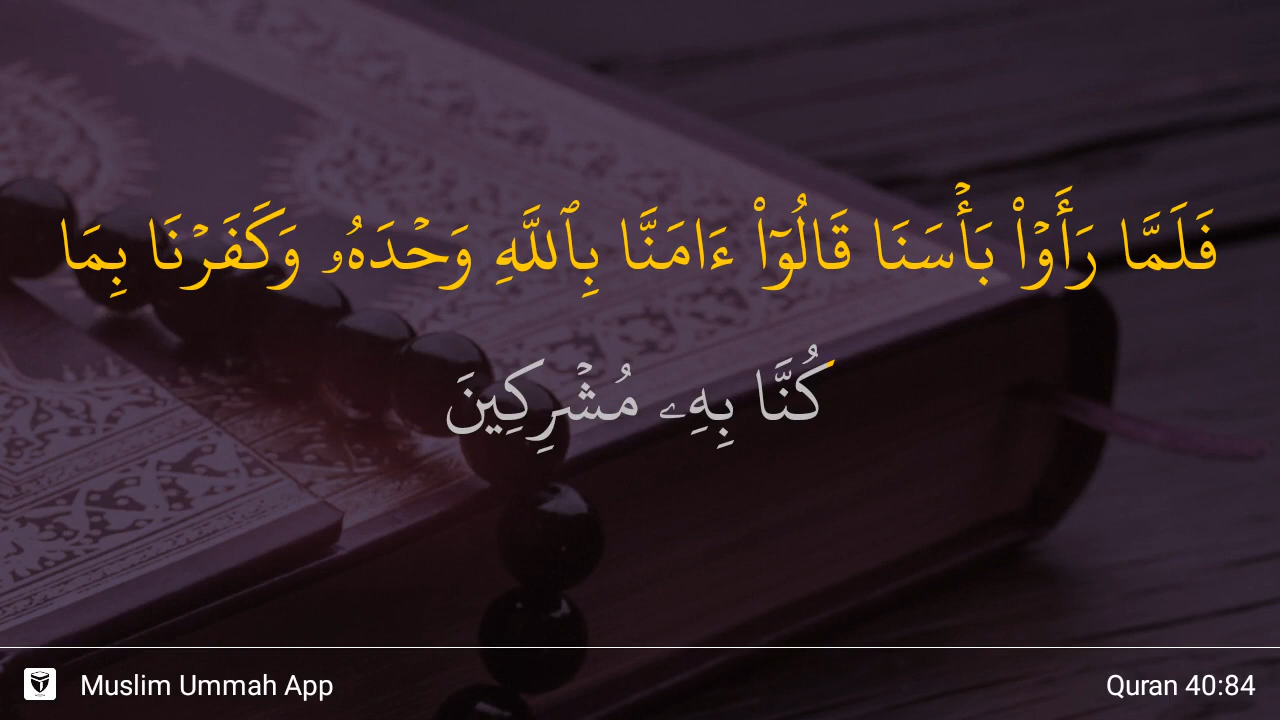 فَلَمَّا رَأَوۡاْ بَأۡسَنَا قَالُوٓاْ ءَامَنَّا بِٱللَّهِ وَحۡدَهُۥ وَكَفَرۡنَا بِمَا
كُنَّا بِهِۦ مُشۡرِكِينَ
Muslim Ummah App
Quran 40:84